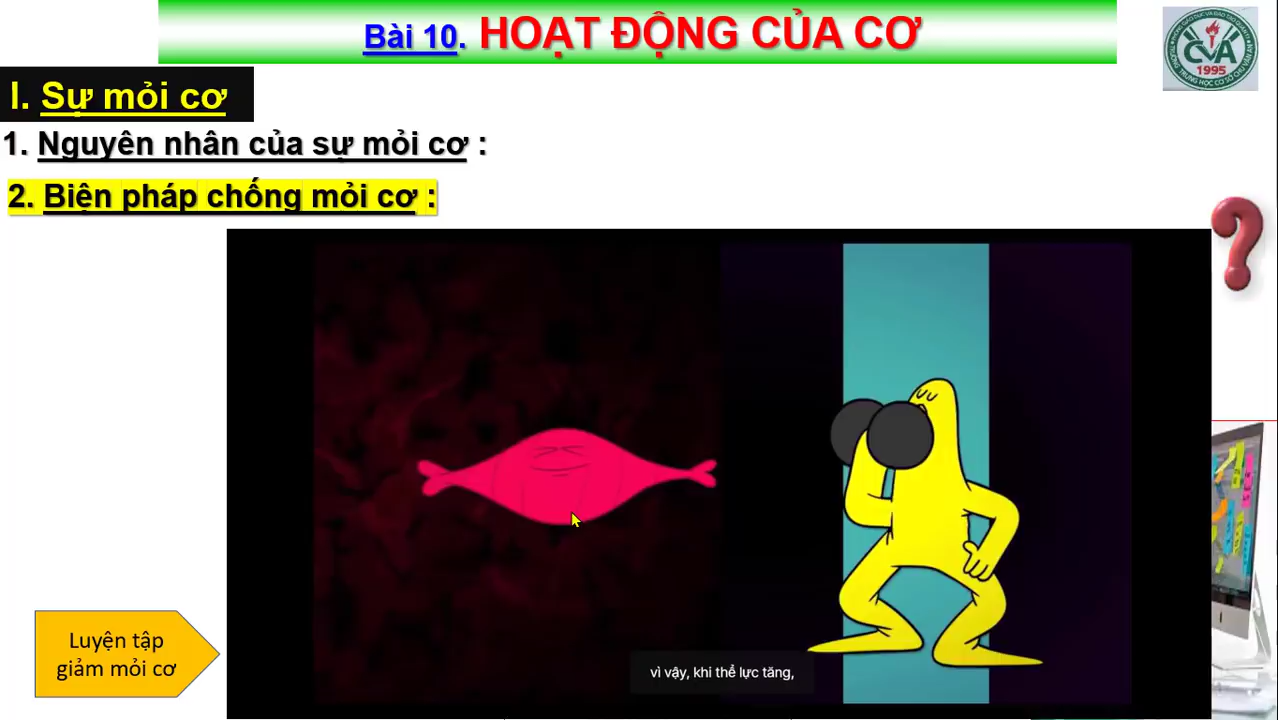 Bài 10. HOẠT ĐỘNG CỦA CƠ
CVA
1995
I. Sự mỏi cơ
1. Nguyên nhân của sự mỏi cơ :
2. Biện pháp chống mỏi cơ :
Luyện tập
giảm mỏi cơ
vì vậy, khi thể lực tăng,